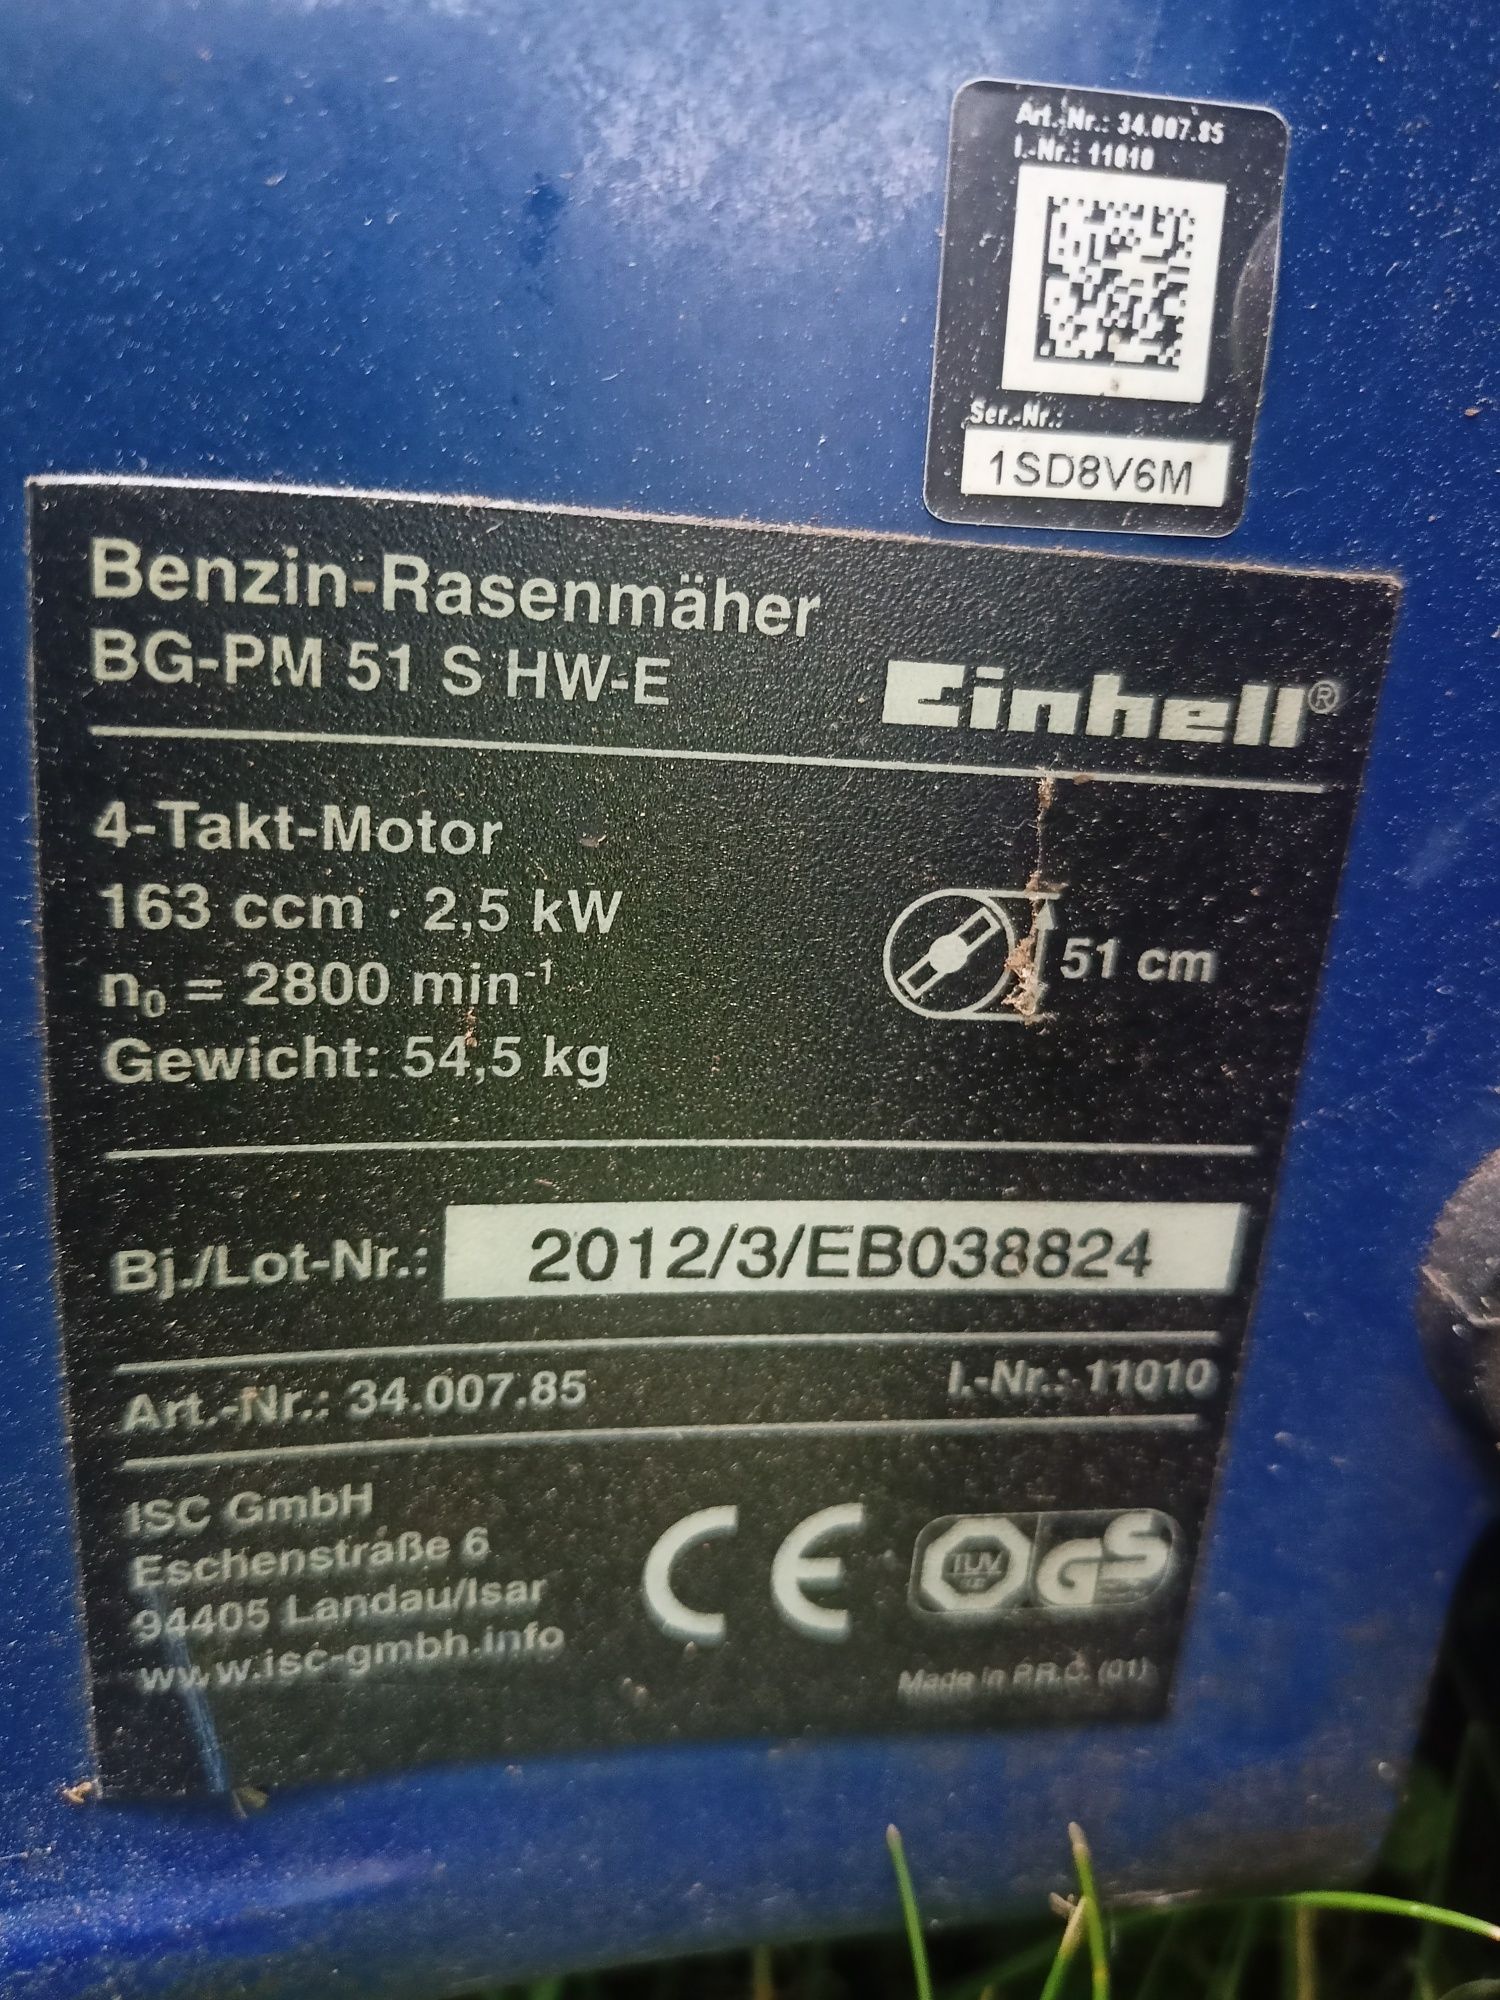 Art.-Nr.: 34.007.85
I.-Nr.: 11010
Ser.-Nr.:
1SD8V6M
Benzin-Rasenmäher
BG-PM 51 S HW-E
Einhell®
4-Takt-Motor
163 ccm · 2,5 kW
n₀ = 2800 min⁻¹
Gewicht: 54,5 kg
51 cm
Bj./Lot-Nr.: 2012/3/EB038824
Art.-Nr.: 34.007.85
I.-Nr.: 11010
ISC GmbH
Eschenstraße 6
94405 Landau/Isar
www.isc-gmbh.info
CE
TÜV
GS
Made in P.R.C. (01)